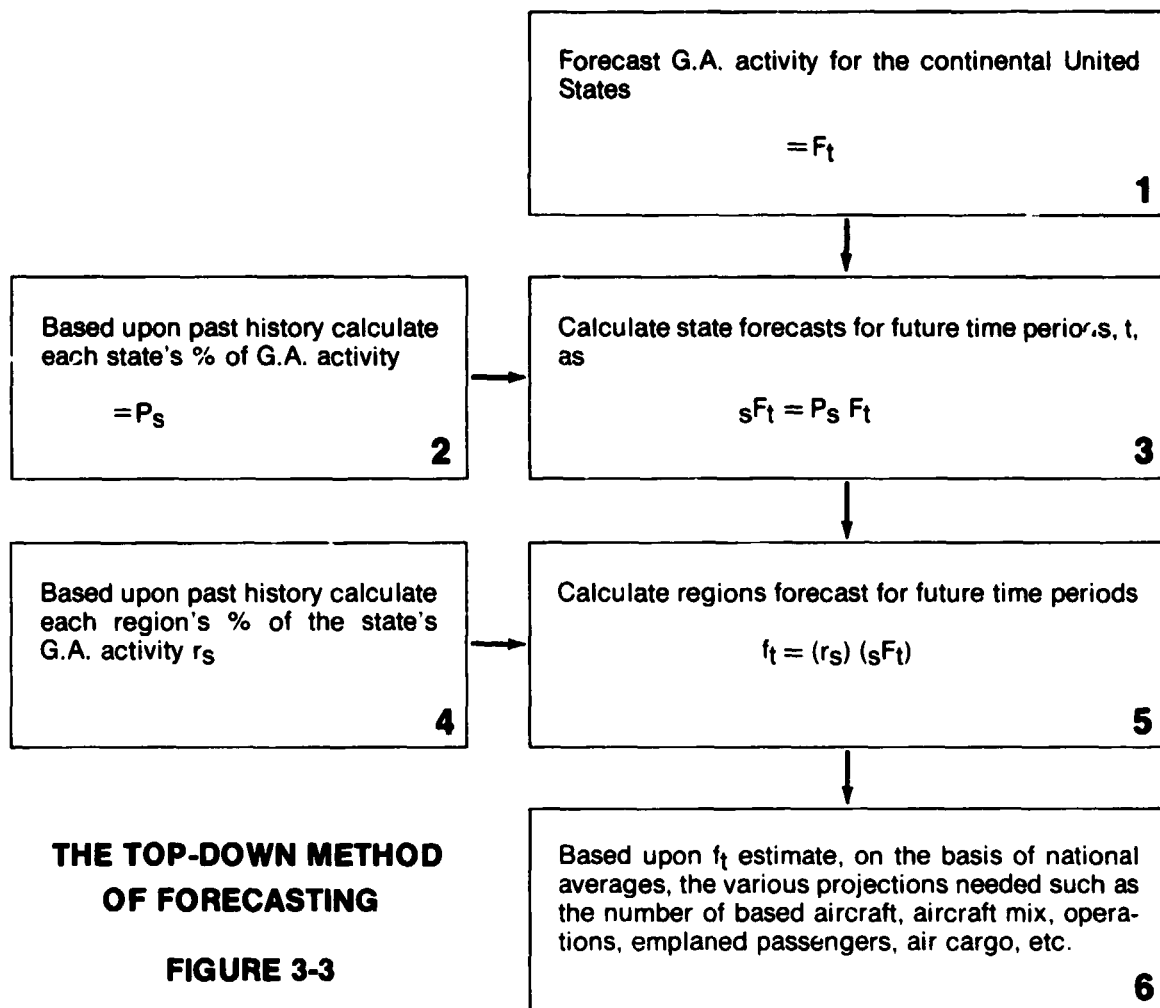 Forecast G.A. activity for the continental United
States
=Ft
1
Based upon past history calculate
each state's % of G.A. activity
=Ps
2
Calculate state forecasts for future time periods, t,
as
sFt = Ps Ft
3
Based upon past history calculate
each region's % of the state's
G.A. activity rs
4
Calculate regions forecast for future time periods
ft = (rs) (sFt)
5
Based upon ft estimate, on the basis of national
averages, the various projections needed such as
the number of based aircraft, aircraft mix, opera-
tions, emplaned passengers, air cargo, etc.
6
THE TOP-DOWN METHOD
OF FORECASTING
FIGURE 3-3